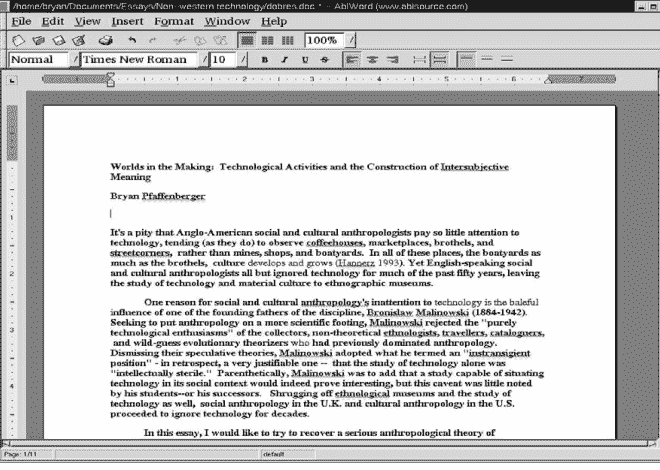 /home/bryan/Documents/Essays/Non-western technology/dobres.doc * - AbiWord (www.abisource.com)
File Edit View Insert Format Window Help
100%
Normal Times New Roman 10 B I U S
1 2 3 4 5 6 7
Worlds in the Making: Technological Activities and the Construction of Intersubjective
Meaning
Bryan Pfaffenberger
It's a pity that Anglo-American social and cultural anthropologists pay so little attention to
technology, tending (as they do) to observe coffeehouses, marketplaces, brothels, and
streetcorners, rather than mines, shops, and boatyards. In all of these places, the boatyards as
much as the brothels, culture develops and grows (Hannerz 1993). Yet English-speaking social
and cultural anthropologists all but ignored technology for much of the past fifty years, leaving
the study of technology and material culture to ethnographic museums.
One reason for social and cultural anthropology's inattention to technology is the baleful
influence of one of the founding fathers of the discipline, Bronislaw Malinowski (1884-1942).
Seeking to put anthropology on a more scientific footing, Malinowski rejected the "purely
technological enthusiasms" of the collectors, non-theoretical ethnologists, travellers, cataloguers,
and wild-guess evolutionary theorizers who had previously dominated anthropology.
Dismissing their speculative theories, Malinowski adopted what he termed an "instransigient
position" - in retrospect, a very justifiable one -- that the study of technology alone was
"intellectually sterile." Parenthetically, Malinowski was to add that a study capable of situating
technology in its social context would indeed prove interesting, but this caveat was little noted
by his students--or his successors. Shrugging off ethnological museums and the study of
technology as well, social anthropology in the U.K. and cultural anthropology in the U.S.
proceeded to ignore technology for decades.
In this essay, I would like to try to recover a serious anthropological theory of
Page: 1/11 default